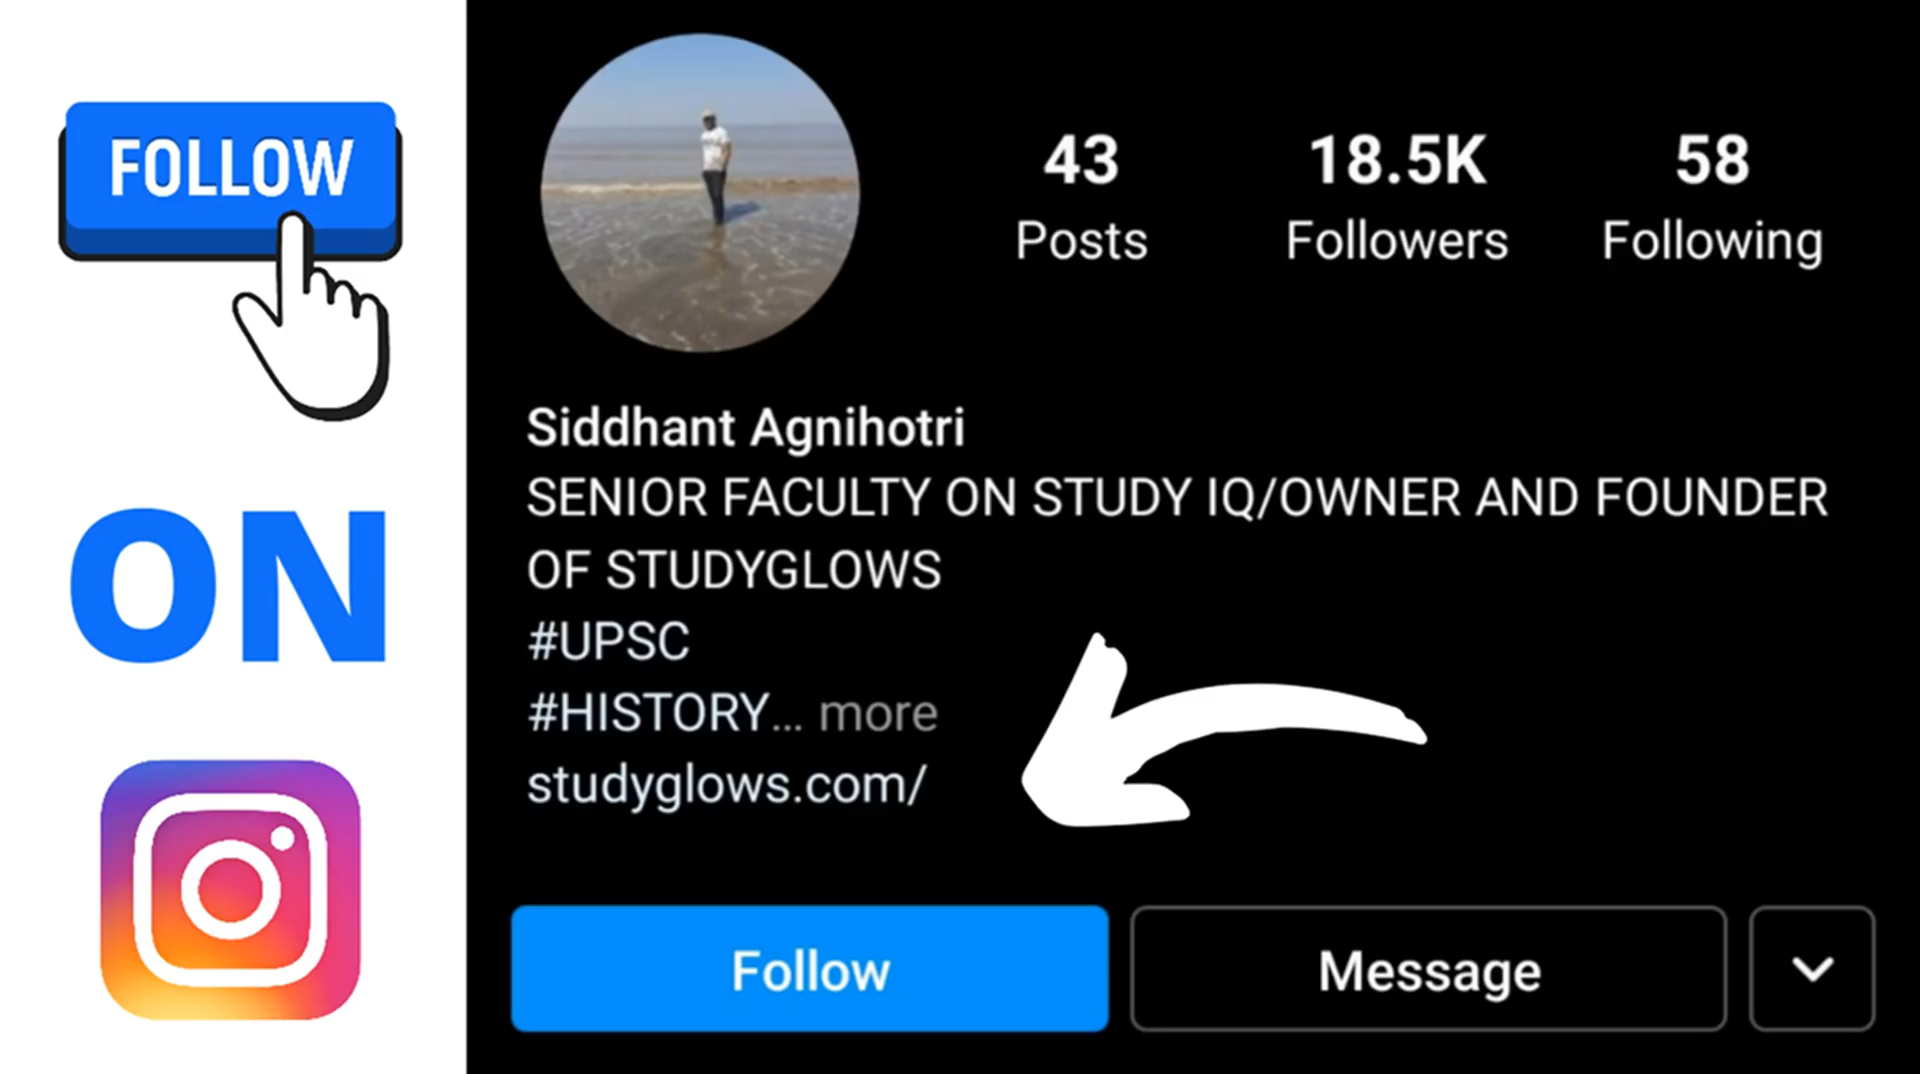 FOLLOW
ON
43
Posts
18.5K
Followers
58
Following
Siddhant Agnihotri
SENIOR FACULTY ON STUDY IQ/OWNER AND FOUNDER
OF STUDYGLOWS
#UPSC
#HISTORY... more
studyglows.com/
Follow
Message